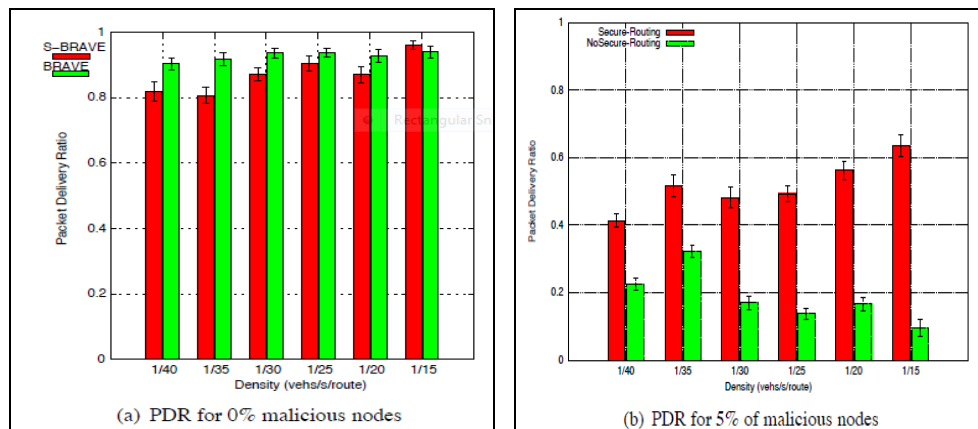 S-BRAVE
BRAVE
Packet Delivery Ratio
1
0.8
0.6
0.4
0.2
0
1/40 1/35 1/30 1/25 1/20 1/15
Density (vehs/s/route)
Rectangular Sn
(a) PDR for 0% malicious nodes
Secure-Routing
NoSecure-Routing
Packet Delivery Ratio
1
0.8
0.6
0.4
0.2
0
1/40 1/35 1/30 1/25 1/20 1/15
Density (vehs/s/route)
(b) PDR for 5% of malicious nodes